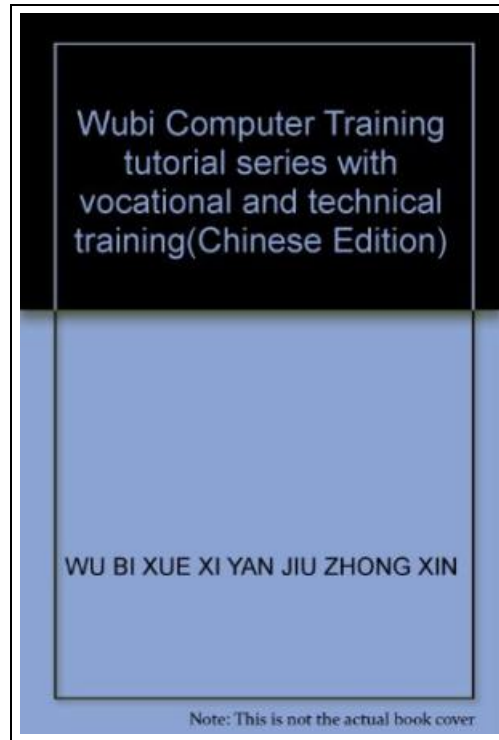 Wubi Computer Training
tutorial series with
vocational and technical
training(Chinese Edition)
WU BI XUE XI YAN JIU ZHONG XIN
Note: This is not the actual book cover